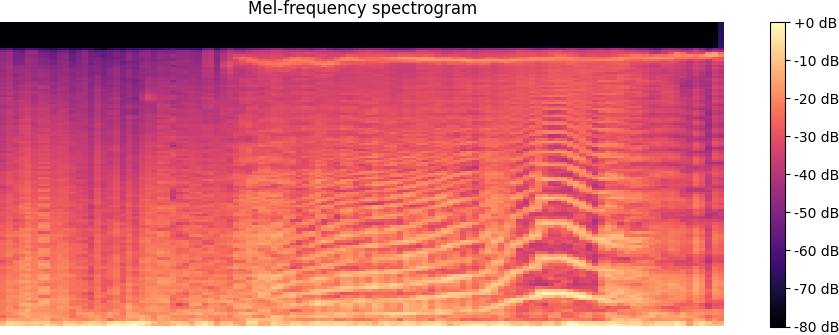 Mel-frequency spectrogram
+0 dB
-10 dB
-20 dB
-30 dB
-40 dB
-50 dB
-60 dB
-70 dB
-80 dB